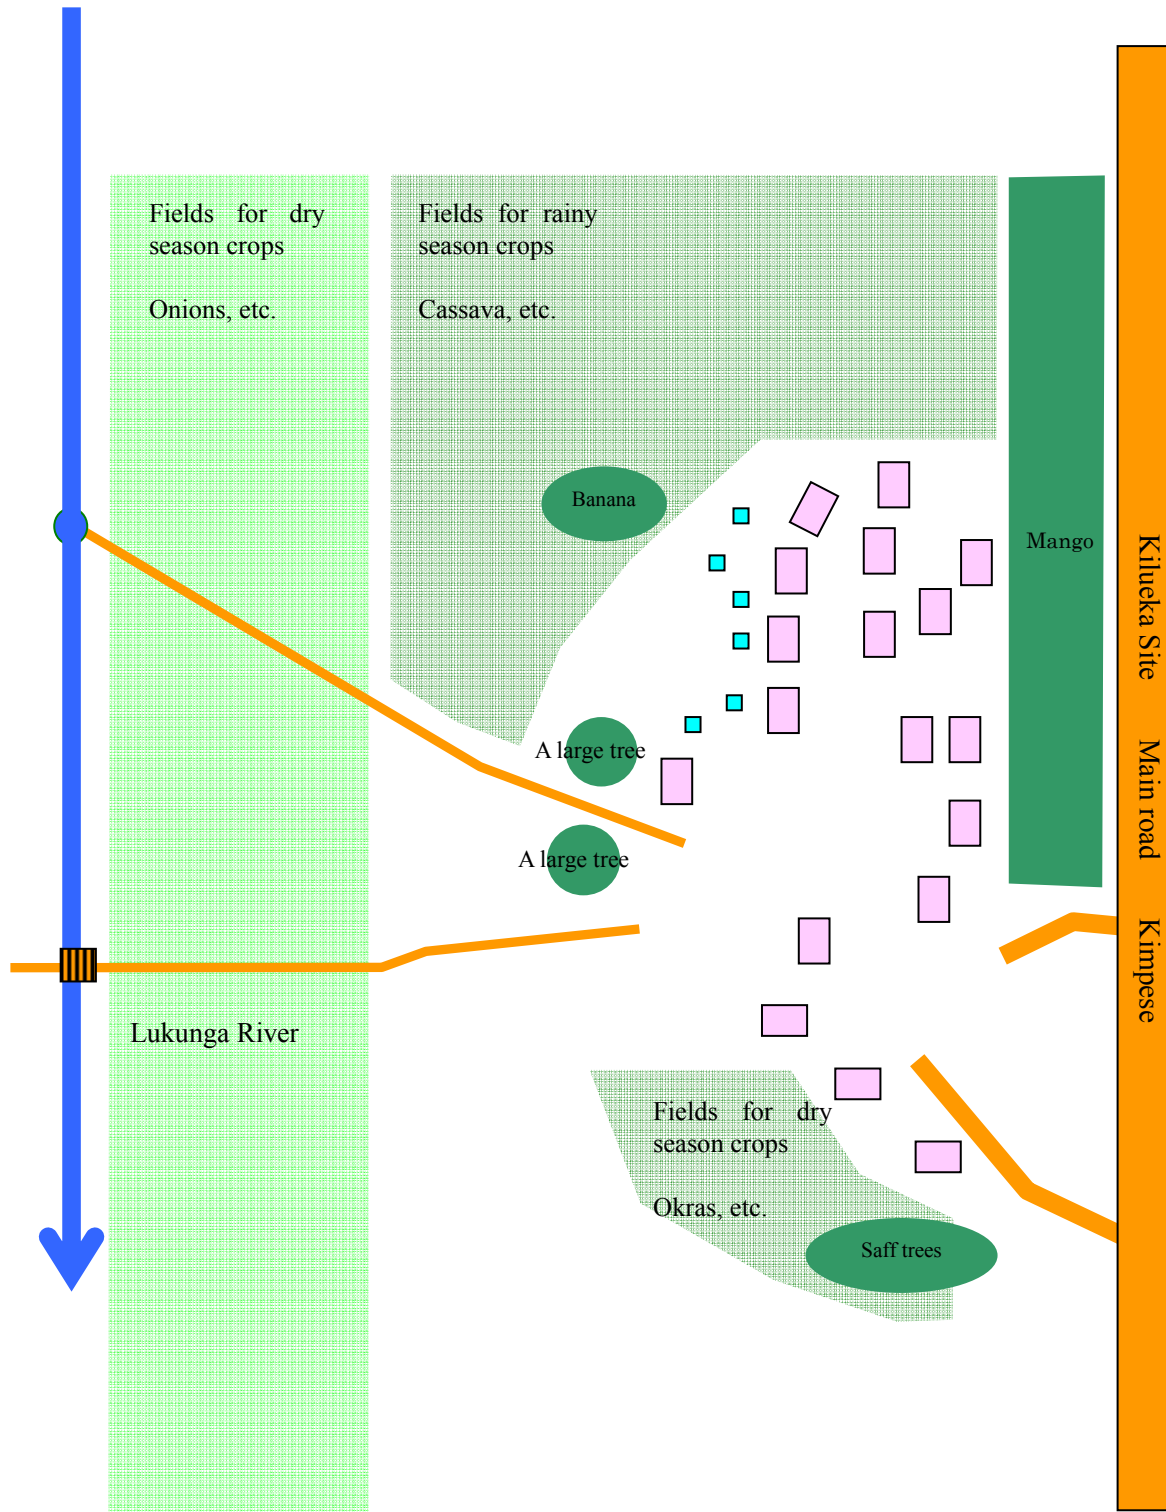 Fields for dry
season crops
Onions, etc.
Fields for rainy
season crops
Cassava, etc.
Banana
Mango
Kilueka Site Main road Kimpese
A large tree
A large tree
Lukunga River
Fields for dry
season crops
Okras, etc.
Saff trees